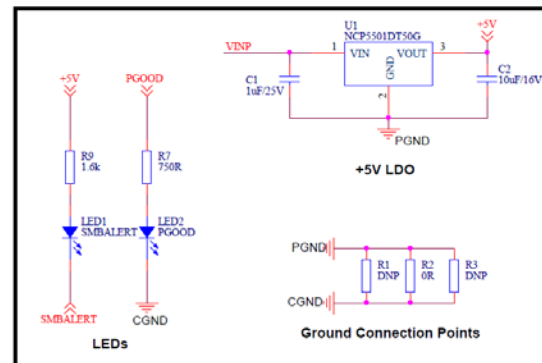 +5V
PGOOD
R9
1.6k
R7
750R
LED1
SMBALERT
LED2
PGOOD
SMBALERT
CGND
LEDs
VINP
U1
NCP5501DT50G
1
VIN
VOUT
3
GND
2
+5V
C1
1uF/25V
C2
10uF/16V
PGND
+5V LDO
PGND
R1
DNP
R2
0R
R3
DNP
CGND
Ground Connection Points